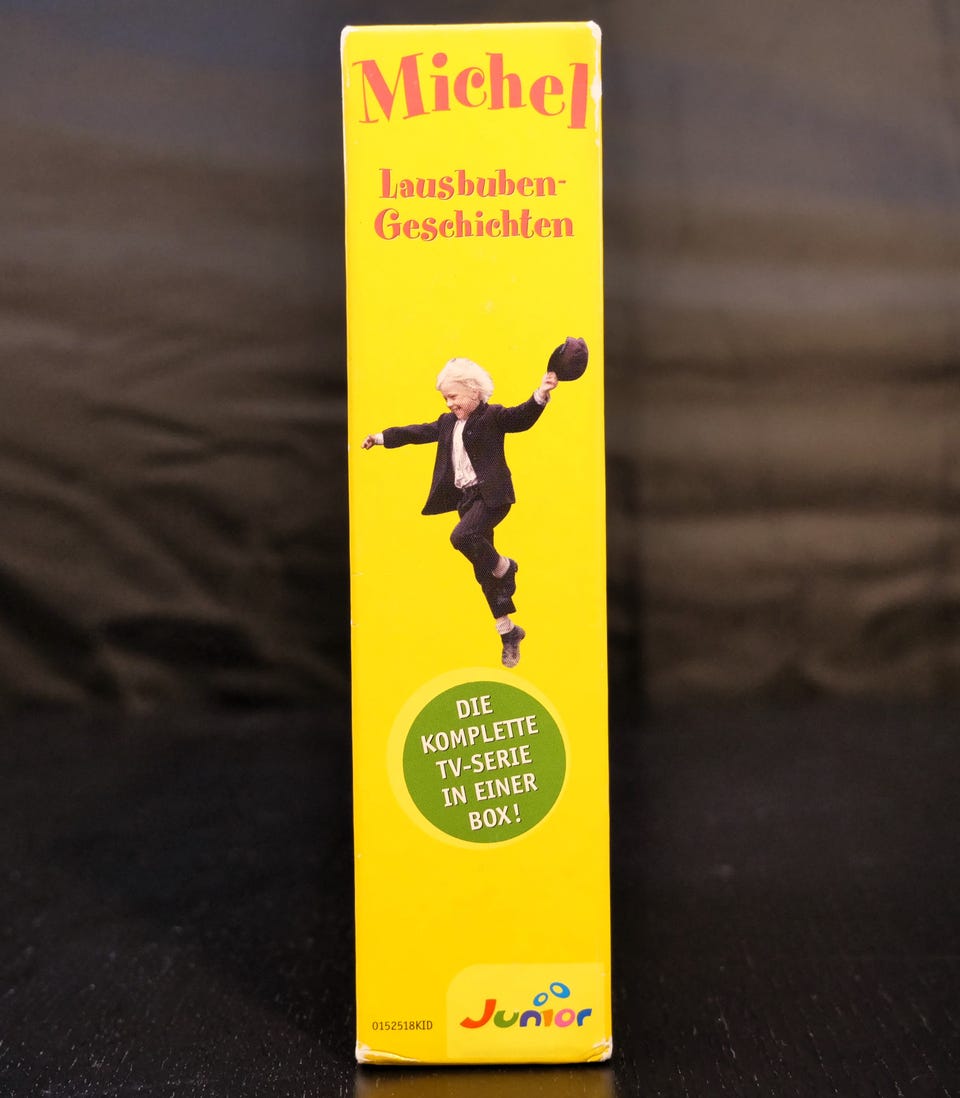 Michel
Lausbuben-
Geschichten
DIE
KOMPLETTE
TV-SERIE
IN EINER
BOX!
0152518KID
Junior